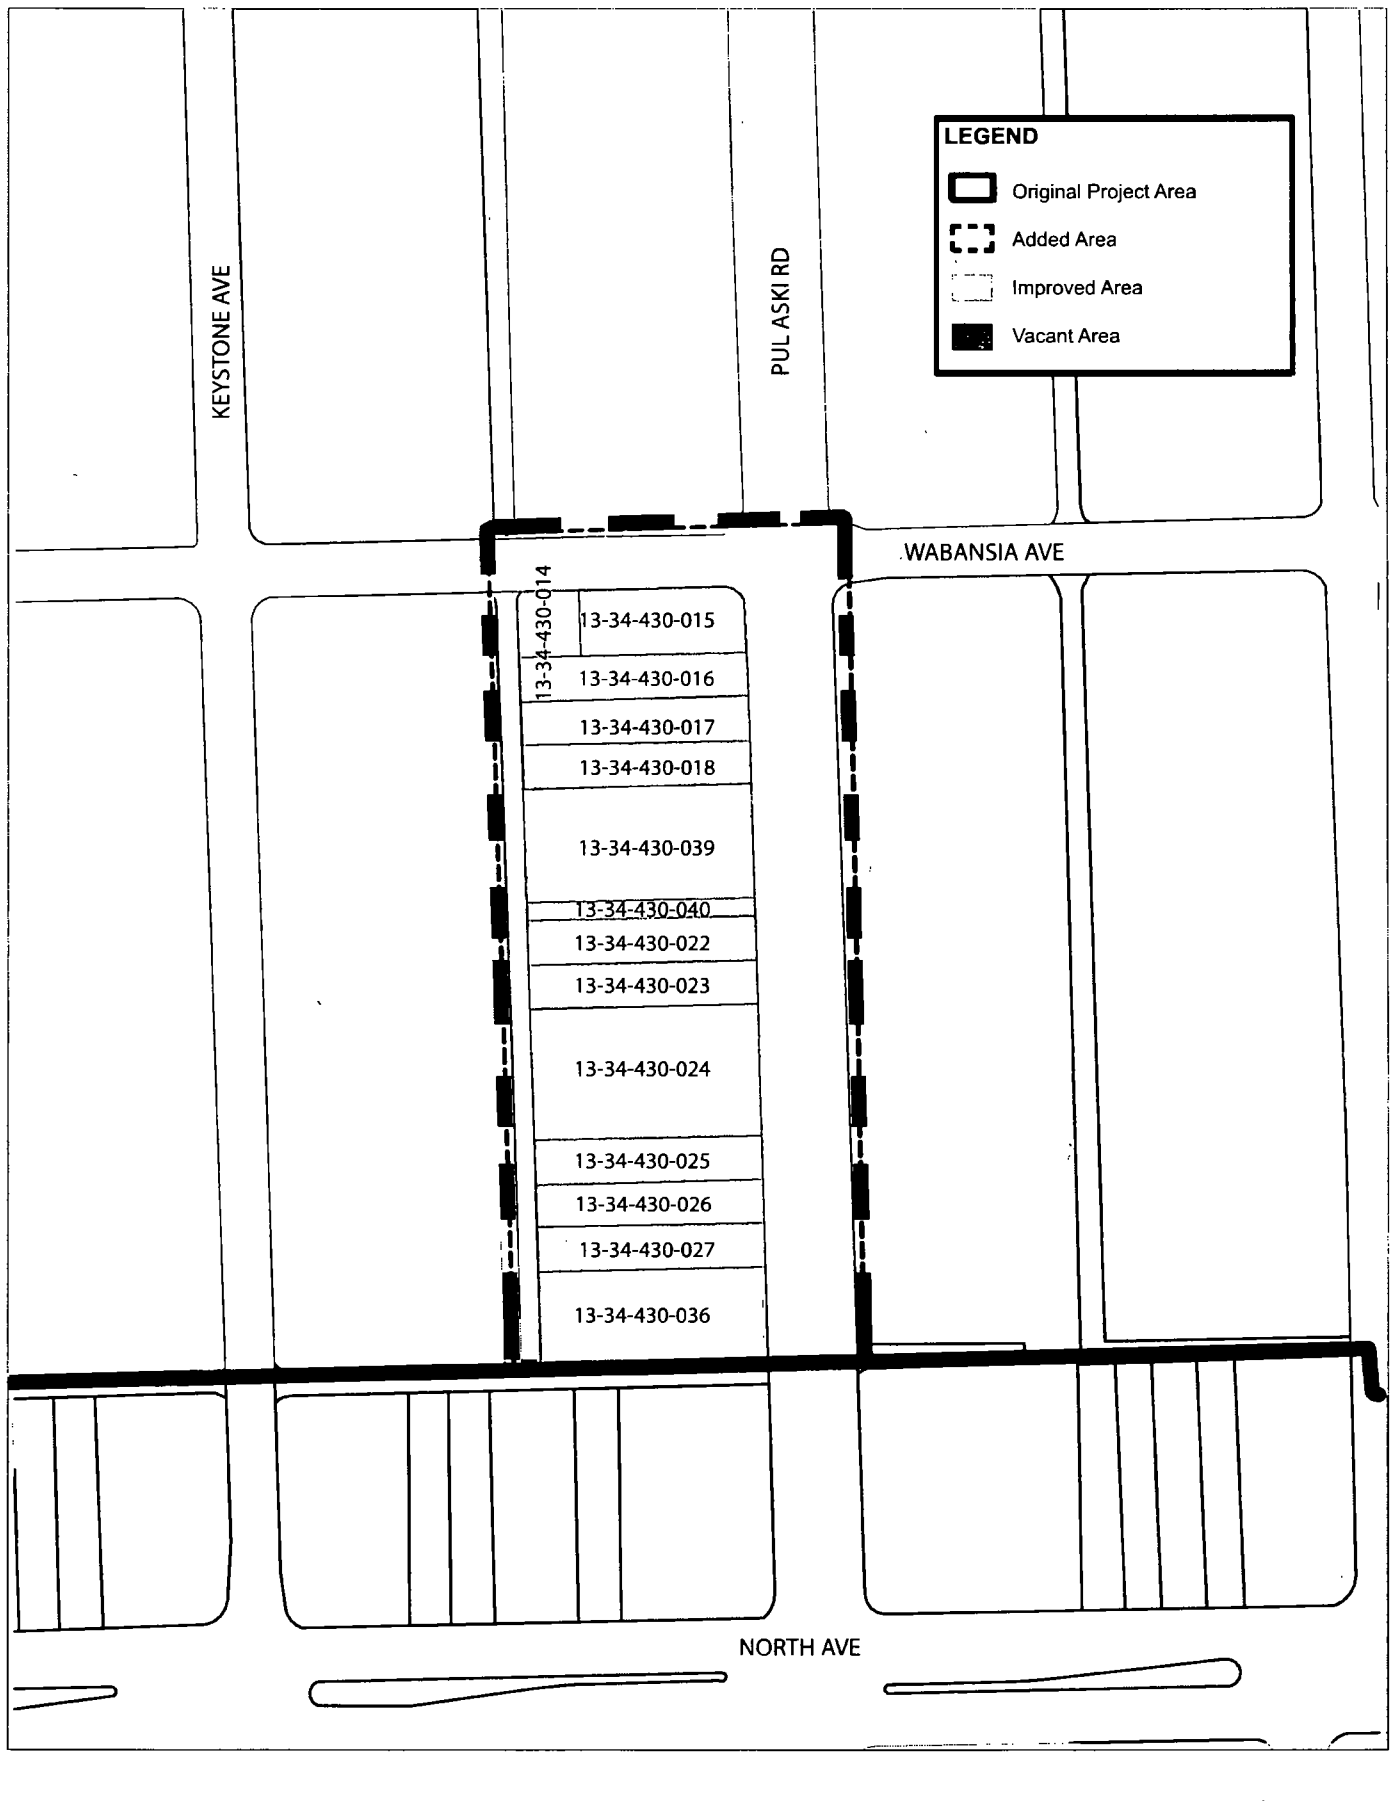 LEGEND
Original Project Area
Added Area
Improved Area
Vacant Area
KEYSTONE AVE
PUL ASKI RD
WABANSIA AVE
13-34-430-014
13-34-430-015
13-34-430-016
13-34-430-017
13-34-430-018
13-34-430-039
13-34-430-040
13-34-430-022
13-34-430-023
13-34-430-024
13-34-430-025
13-34-430-026
13-34-430-027
13-34-430-036
NORTH AVE